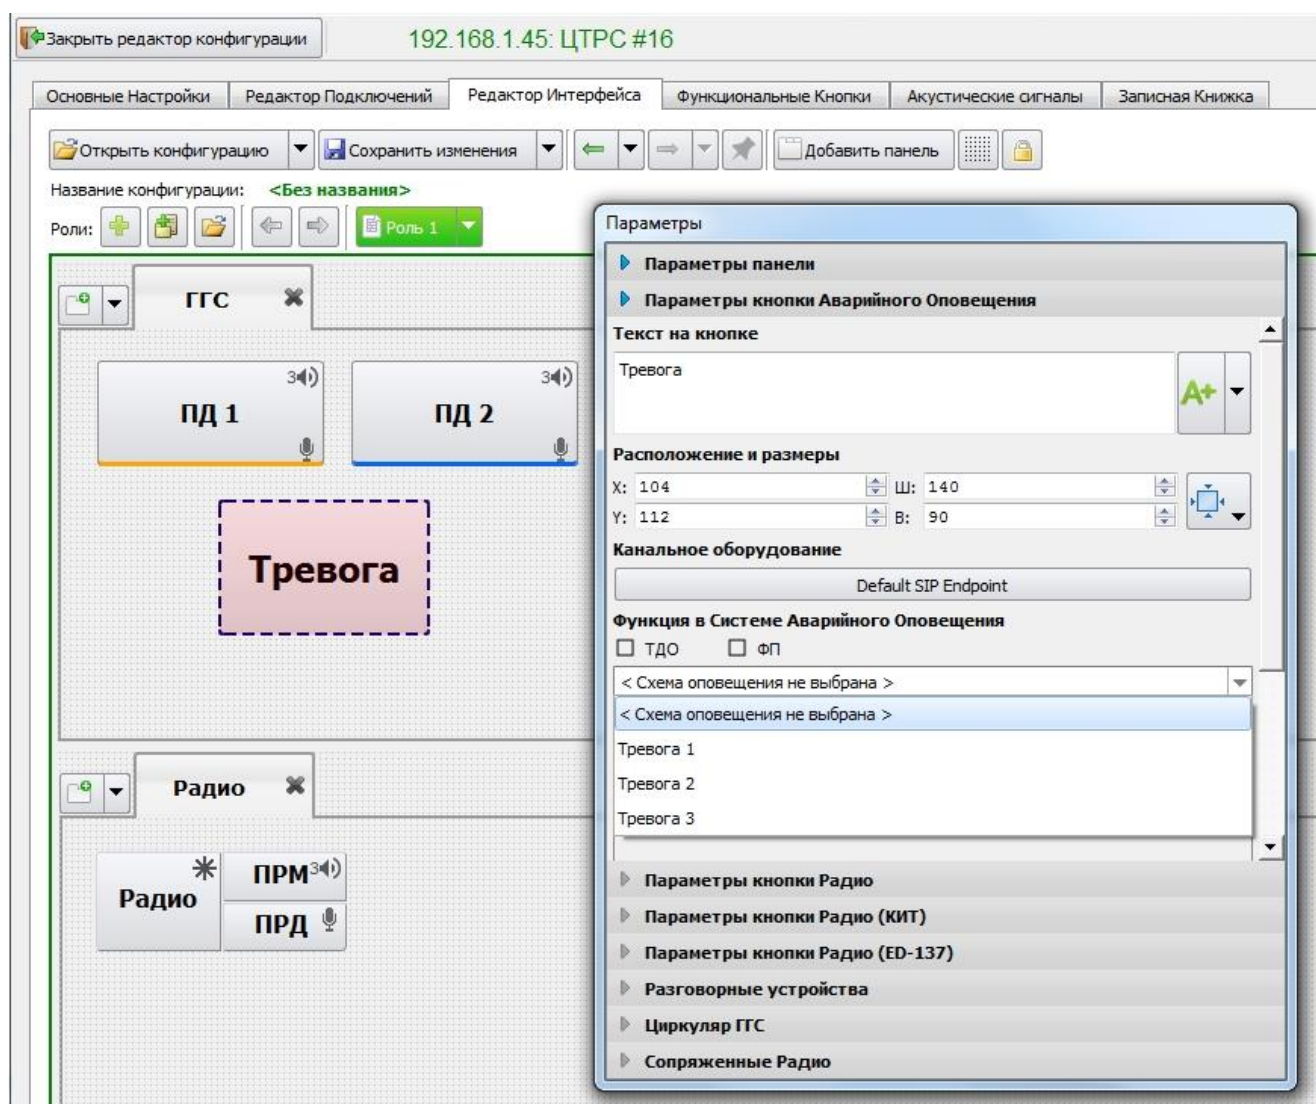 Закрыть редактор конфигурации
192.168.1.45: ЦТРС #16
Основные Настройки
Редактор Подключений
Редактор Интерфейса
Функциональные Кнопки
Акустические сигналы
Записная Книжка
Открыть конфигурацию
Сохранить изменения
Добавить панель
Название конфигурации: <Без названия>
Роли:
Роль 1
ГГС
3
ПД 1
3
ПД 2
Тревога
Радио
Радио
ПРМ 3
ПРД
Параметры
Параметры панели
Параметры кнопки Аварийного Оповещения
Текст на кнопке
Тревога
A+
Расположение и размеры
X: 104 Ш: 140
Y: 112 В: 90
Канальное оборудование
Default SIP Endpoint
Функция в Системе Аварийного Оповещения
ТДО ФП
< Схема оповещения не выбрана >
< Схема оповещения не выбрана >
Тревога 1
Тревога 2
Тревога 3
Параметры кнопки Радио
Параметры кнопки Радио (КИТ)
Параметры кнопки Радио (ED-137)
Разговорные устройства
Циркуляр ГГС
Сопряженные Радио